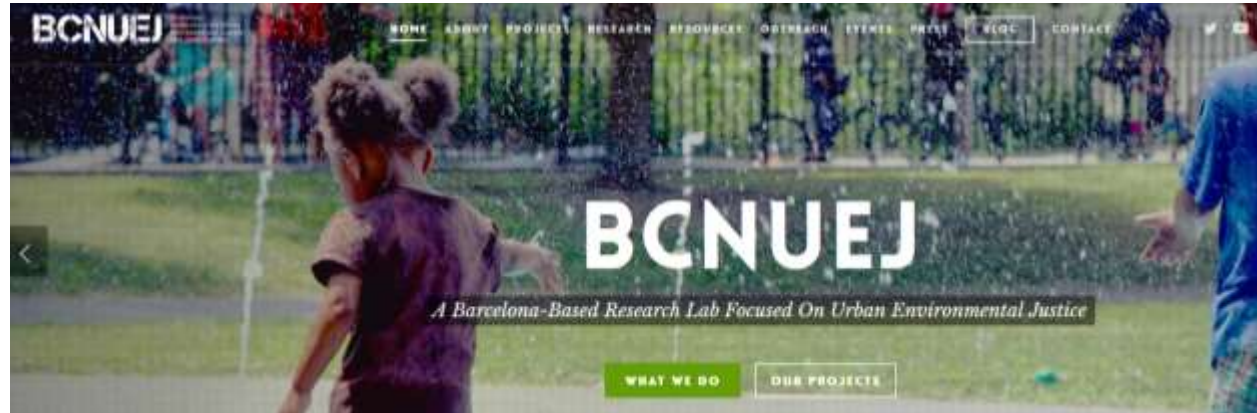 BCNUEJ
HOME ABOUT PROJECTS RESEARCH RESOURCES OUTREACH EVENTS PRESS BLOG CONTACT
BCNUEJ
A Barcelona-Based Research Lab Focused On Urban Environmental Justice
WHAT WE DO OUR PROJECTS